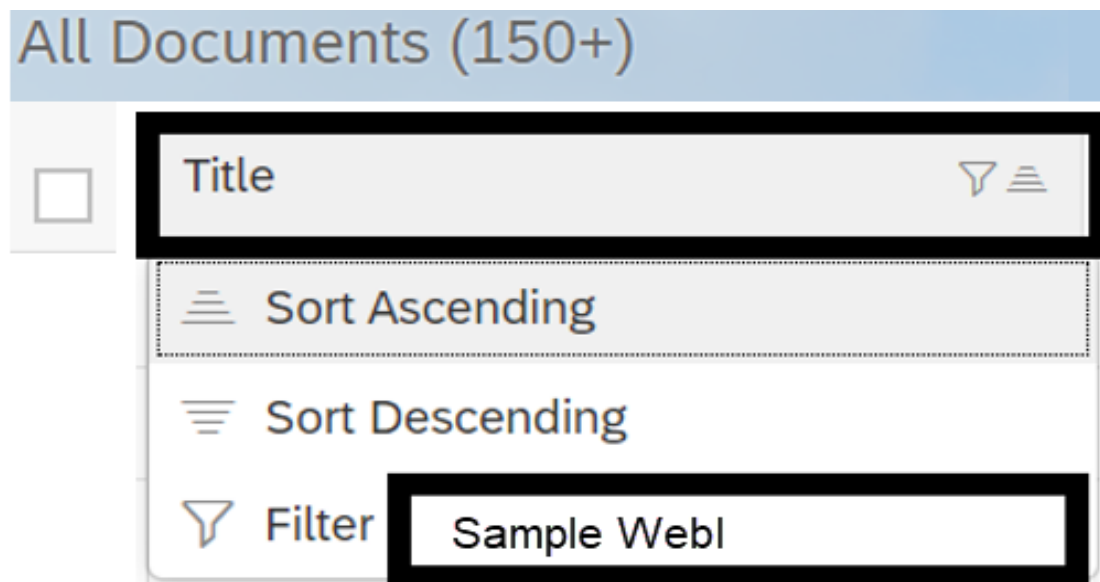 All Documents (150+)
Title
Sort Ascending
Sort Descending
Filter Sample Webl